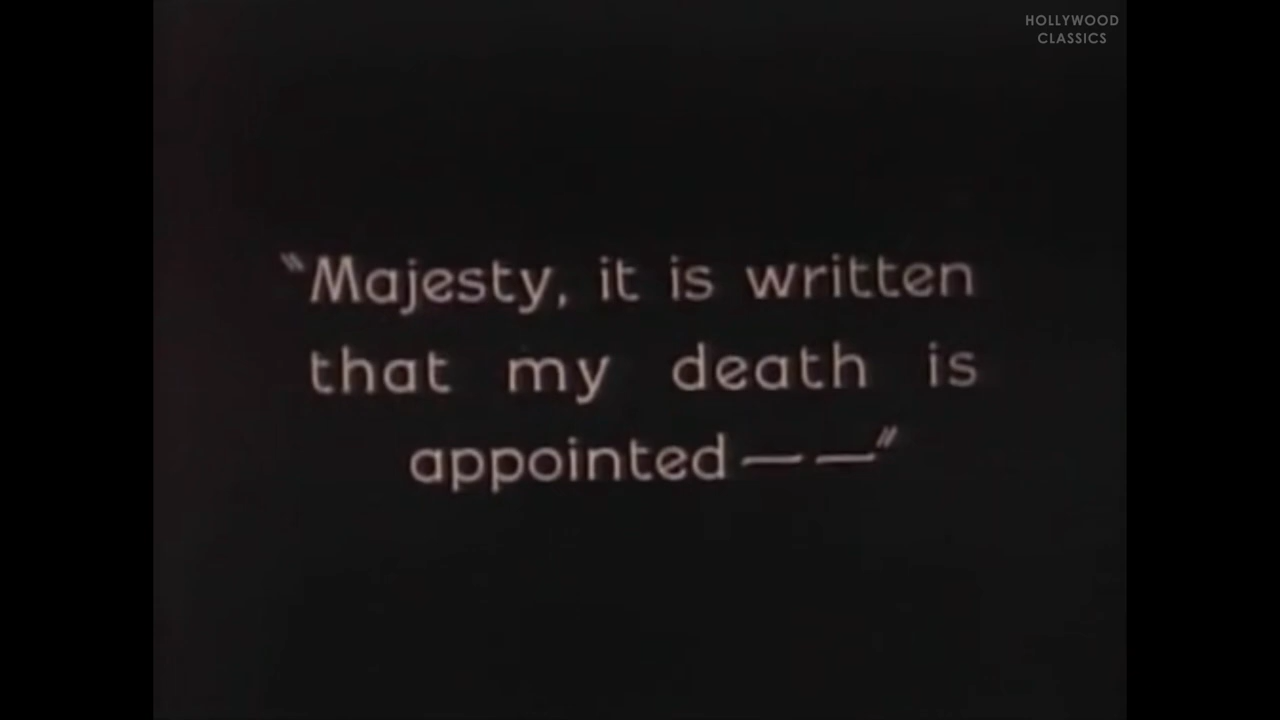 HOLLYWOOD
CLASSICS
"Majesty, it is written
that my death is
appointed — —"